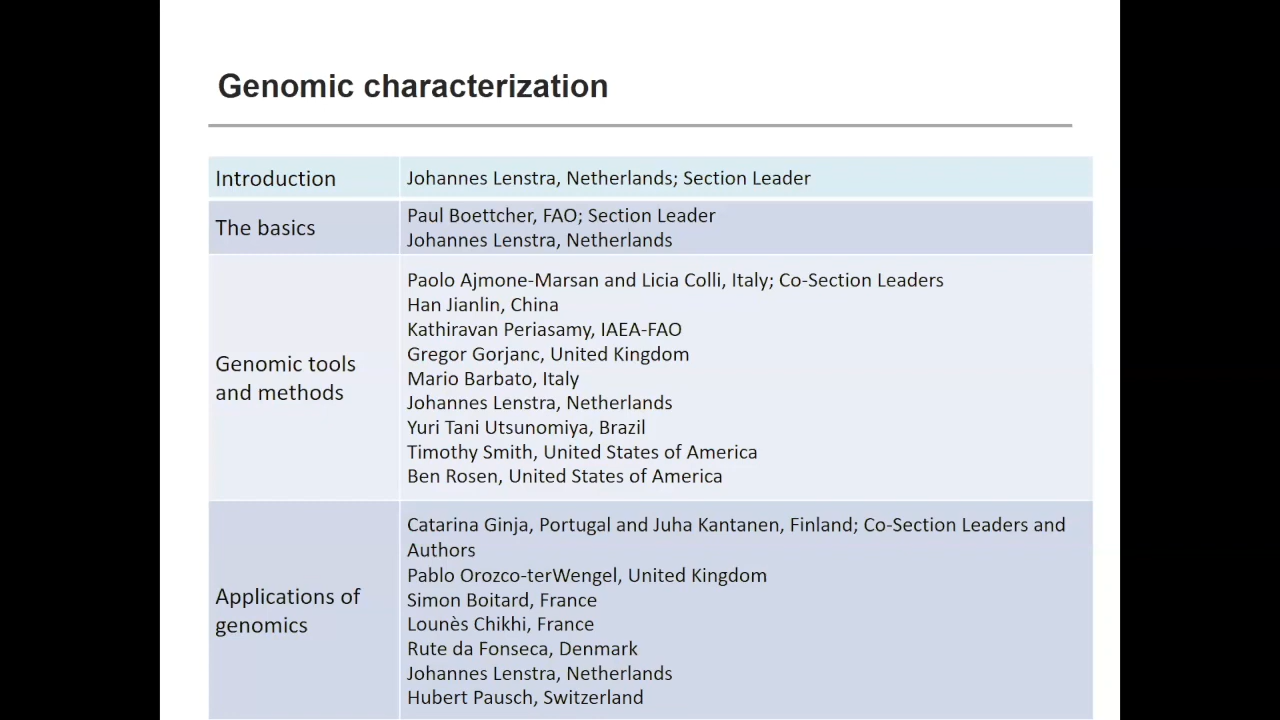 Genomic characterization
Introduction
Johannes Lenstra, Netherlands; Section Leader
The basics
Paul Boettcher, FAO; Section Leader
Johannes Lenstra, Netherlands
Genomic tools
and methods
Paolo Ajmone-Marsan and Licia Colli, Italy; Co-Section Leaders
Han Jianlin, China
Kathiravan Periasamy, IAEA-FAO
Gregor Gorjanc, United Kingdom
Mario Barbato, Italy
Johannes Lenstra, Netherlands
Yuri Tani Utsunomiya, Brazil
Timothy Smith, United States of America
Ben Rosen, United States of America
Applications of
genomics
Catarina Ginja, Portugal and Juha Kantanen, Finland; Co-Section Leaders and
Authors
Pablo Orozco-terWengel, United Kingdom
Simon Boitard, France
Lounès Chikhi, France
Rute da Fonseca, Denmark
Johannes Lenstra, Netherlands
Hubert Pausch, Switzerland